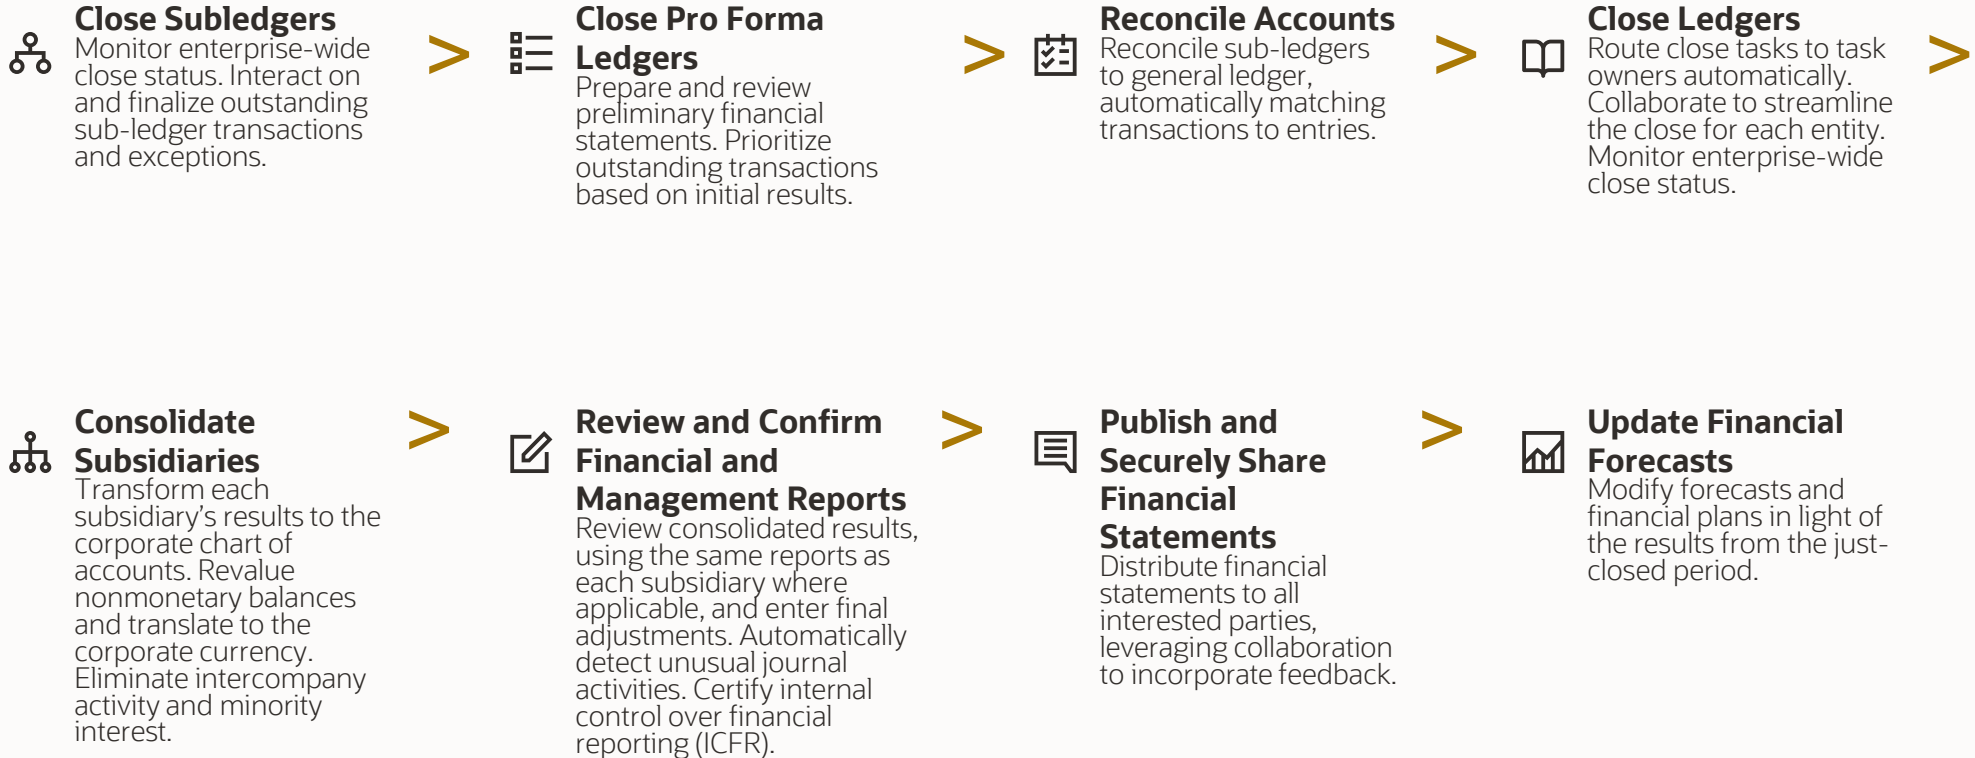 Close Subledgers
Monitor enterprise-wide
close status. Interact on
and finalize outstanding
sub-ledger transactions
and exceptions.
>
Close Pro Forma
Ledgers
Prepare and review
preliminary financial
statements. Prioritize
outstanding transactions
based on initial results.
>
Reconcile Accounts
Reconcile sub-ledgers
to general ledger,
automatically matching
transactions to entries.
>
Close Ledgers
Route close tasks to task
owners automatically.
Collaborate to streamline
the close for each entity.
Monitor enterprise-wide
close status.
>
Consolidate
Subsidiaries
Transform each
subsidiary’s results to the
corporate chart of
accounts. Revalue
nonmonetary balances
and translate to the
corporate currency.
Eliminate intercompany
activity and minority
interest.
>
Review and Confirm
Financial and
Management Reports
Review consolidated results,
using the same reports as
each subsidiary where
applicable, and enter final
adjustments. Automatically
detect unusual journal
activities. Certify internal
control over financial
reporting (ICFR).
>
Publish and
Securely Share
Financial
Statements
Distribute financial
statements to all
interested parties,
leveraging collaboration
to incorporate feedback.
>
Update Financial
Forecasts
Modify forecasts and
financial plans in light of
the results from the just-
closed period.